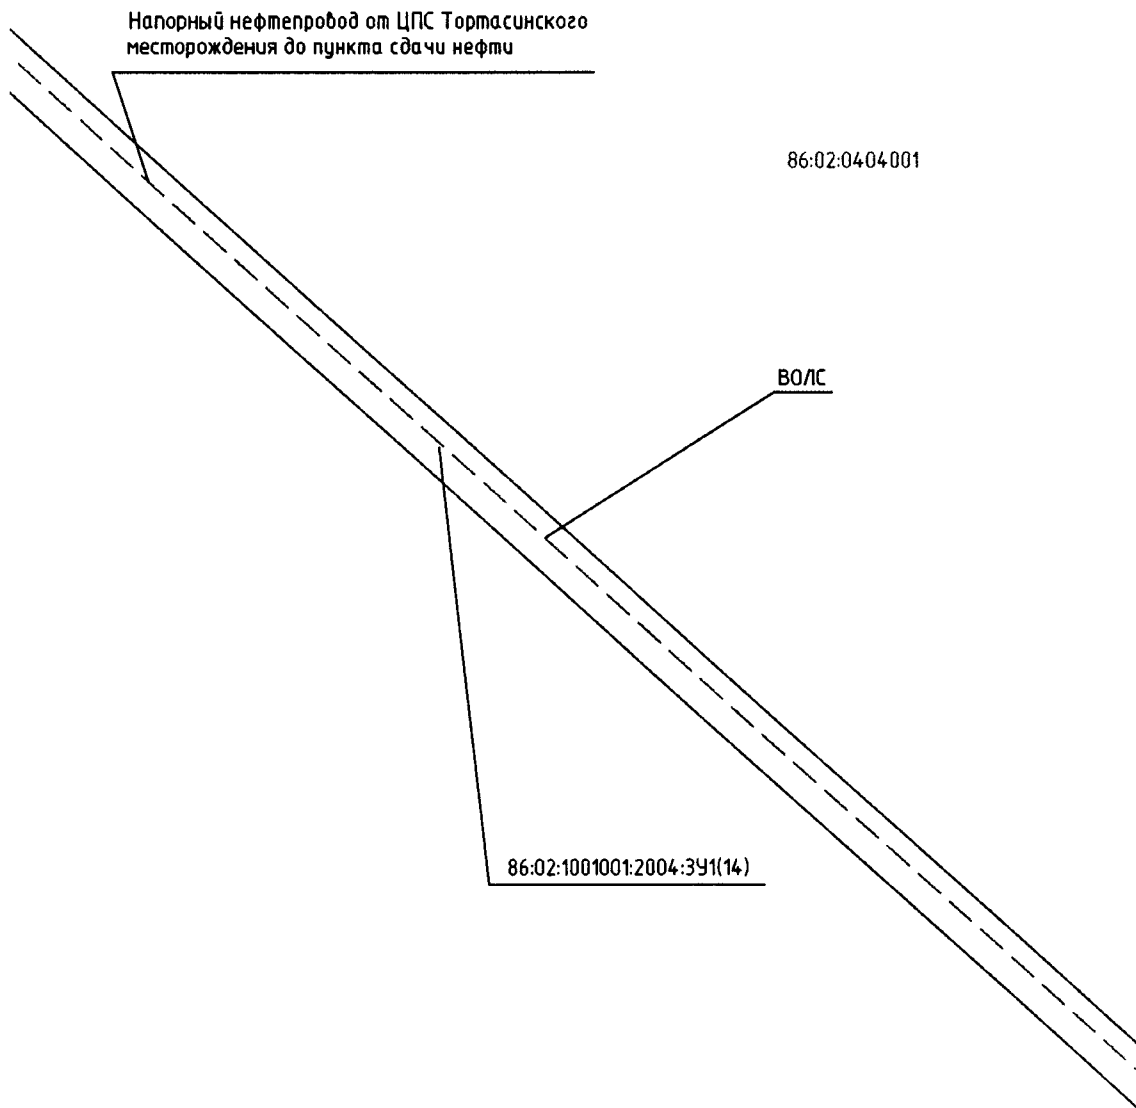 Напорный нефтепровод от ЦПС Тортасинского
месторождения до пункта сдачи нефти
86:02:0404001
ВОЛС
86:02:1001001:2004:ЗУ1(14)